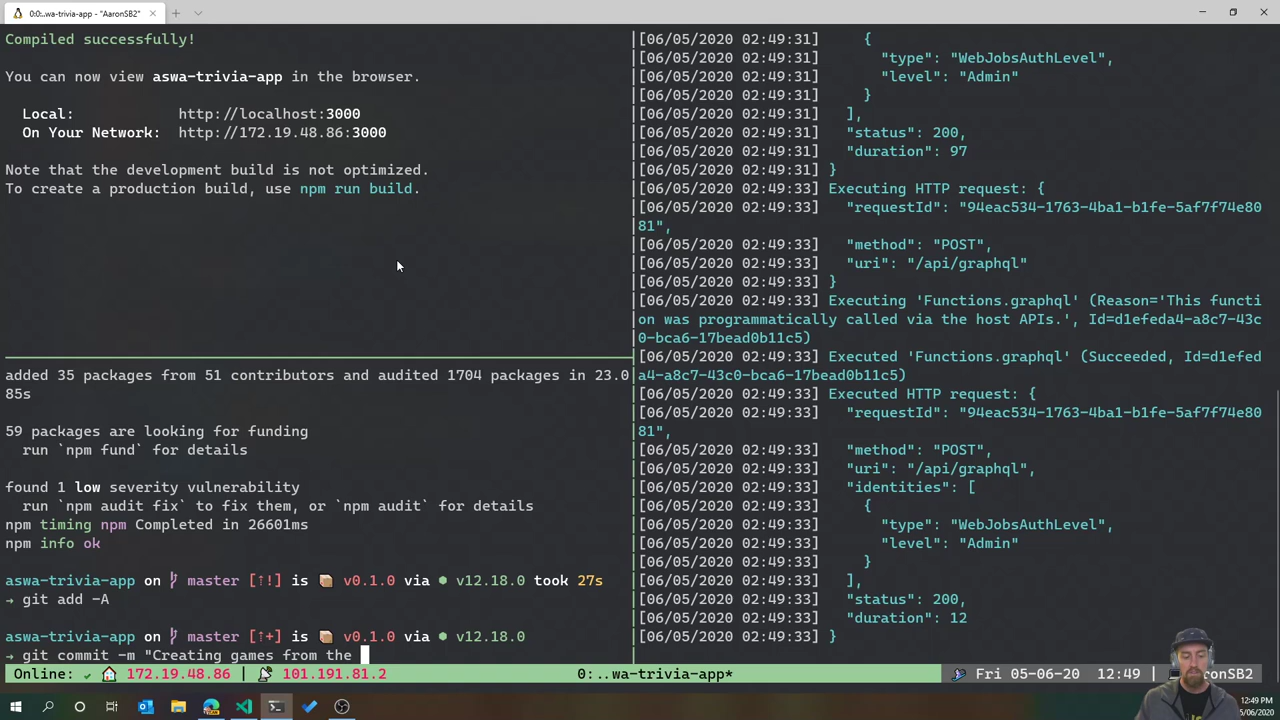 0:0:..wa-trivia-app - "AaronSB2"
Compiled successfully!
You can now view aswa-trivia-app in the browser.
Local: http://localhost:3000
On Your Network: http://172.19.48.86:3000
Note that the development build is not optimized.
To create a production build, use npm run build.
added 35 packages from 51 contributors and audited 1704 packages in 23.0
85s
59 packages are looking for funding
run `npm fund` for details
found 1 low severity vulnerability
run `npm audit fix` to fix them, or `npm audit` for details
npm timing npm Completed in 26601ms
npm info ok
aswa-trivia-app on master [⇡!] is 📦 v0.1.0 via ⬢ v12.18.0 took 27s
→ git add -A
aswa-trivia-app on master [⇡+] is 📦 v0.1.0 via ⬢ v12.18.0
→ git commit -m "Creating games from the
[06/05/2020 02:49:31] {
[06/05/2020 02:49:31] "type": "WebJobsAuthLevel",
[06/05/2020 02:49:31] "level": "Admin"
[06/05/2020 02:49:31] }
[06/05/2020 02:49:31] ],
[06/05/2020 02:49:31] "status": 200,
[06/05/2020 02:49:31] "duration": 97
[06/05/2020 02:49:31] }
[06/05/2020 02:49:33] Executing HTTP request: {
[06/05/2020 02:49:33] "requestId": "94eac534-1763-4ba1-b1fe-5af7f74e80
81",
[06/05/2020 02:49:33] "method": "POST",
[06/05/2020 02:49:33] "uri": "/api/graphql"
[06/05/2020 02:49:33] }
[06/05/2020 02:49:33] Executing 'Functions.graphql' (Reason='This functi
on was programmatically called via the host APIs.', Id=d1efeda4-a8c7-43c
0-bca6-17bead0b11c5)
[06/05/2020 02:49:33] Executed 'Functions.graphql' (Succeeded, Id=d1efed
a4-a8c7-43c0-bca6-17bead0b11c5)
[06/05/2020 02:49:33] Executed HTTP request: {
[06/05/2020 02:49:33] "requestId": "94eac534-1763-4ba1-b1fe-5af7f74e80
81",
[06/05/2020 02:49:33] "method": "POST",
[06/05/2020 02:49:33] "uri": "/api/graphql",
[06/05/2020 02:49:33] "identities": [
[06/05/2020 02:49:33] {
[06/05/2020 02:49:33] "type": "WebJobsAuthLevel",
[06/05/2020 02:49:33] "level": "Admin"
[06/05/2020 02:49:33] }
[06/05/2020 02:49:33] ],
[06/05/2020 02:49:33] "status": 200,
[06/05/2020 02:49:33] "duration": 12
[06/05/2020 02:49:33] }
Online: ✓ 172.19.48.86 | 101.191.81.2 0:..wa-trivia-app* Fri 05-06-20 12:49 ronSB2
12:49 PM
5/06/2020